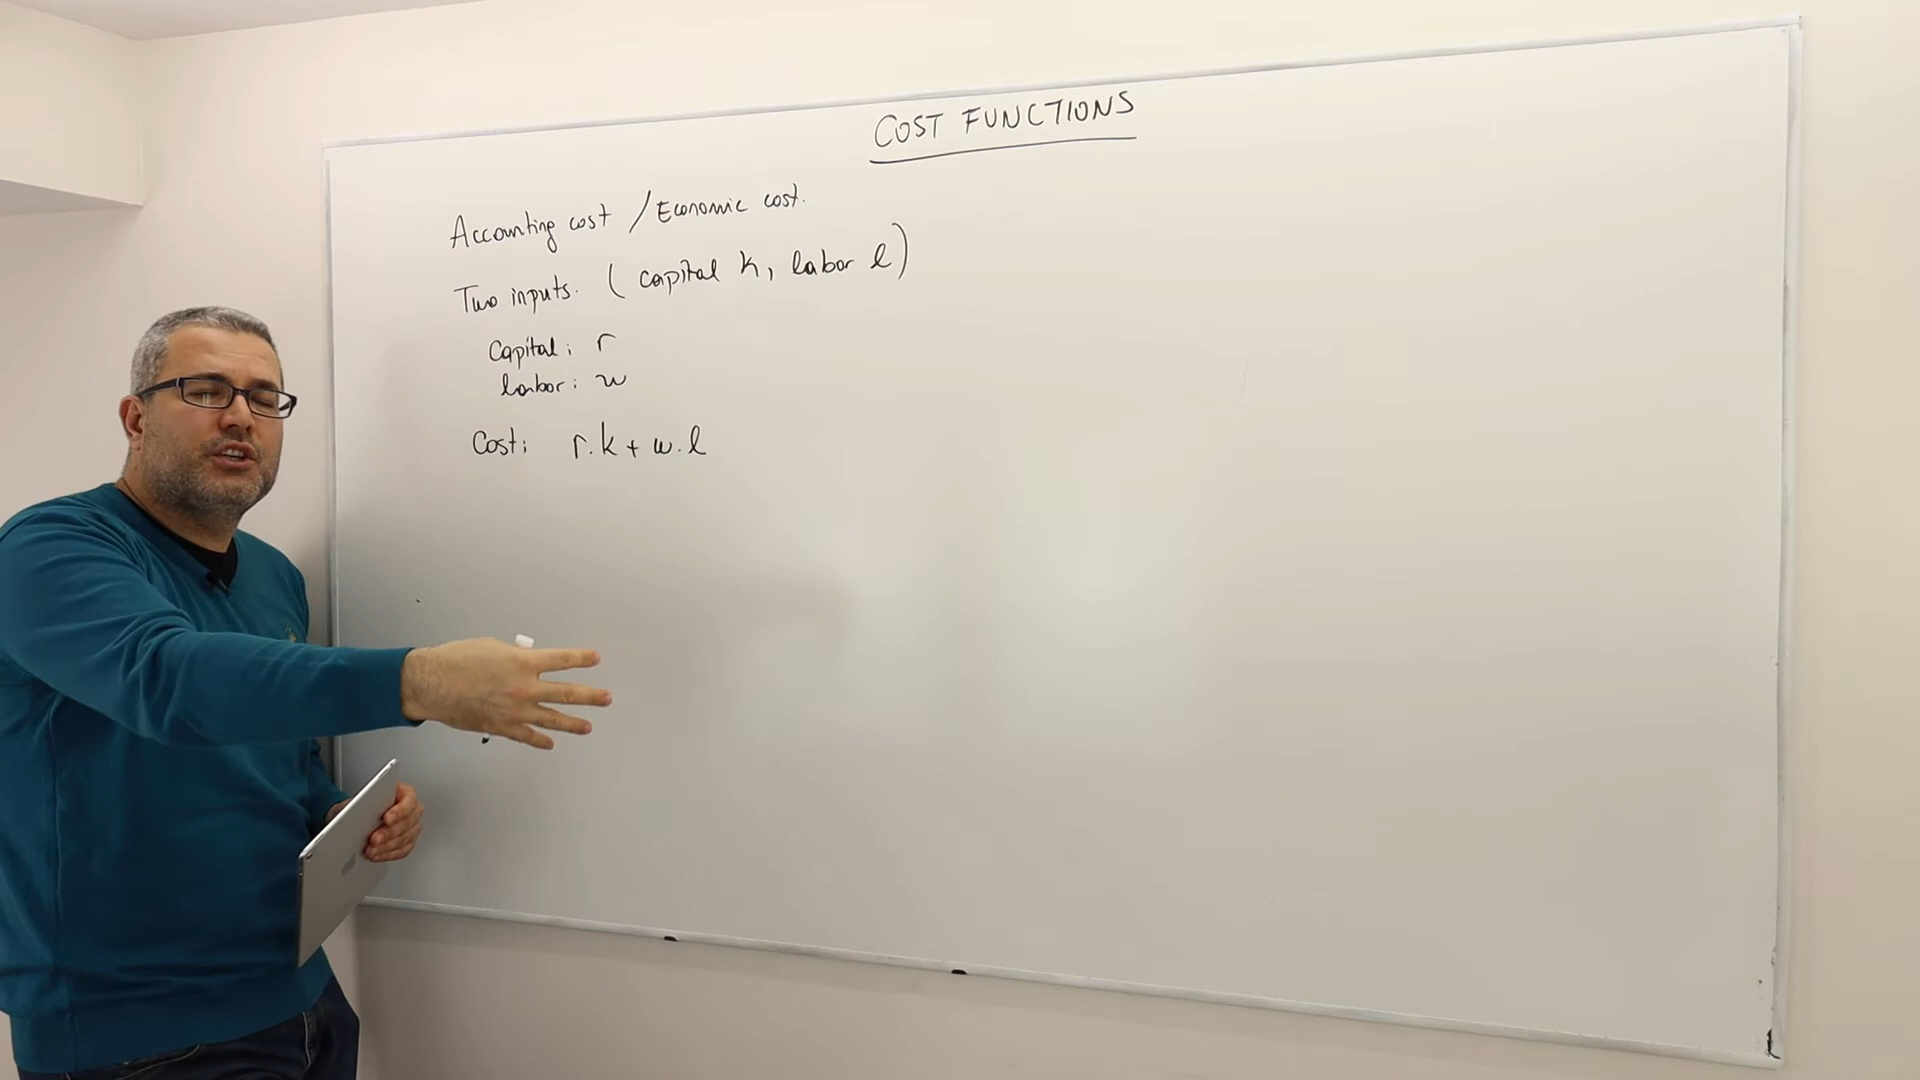 COST FUNCTIONS
Accounting cost / Economic cost.
Two inputs. (capital k, labor l)
Capital: r
labor: w
Cost: r.k + w.l